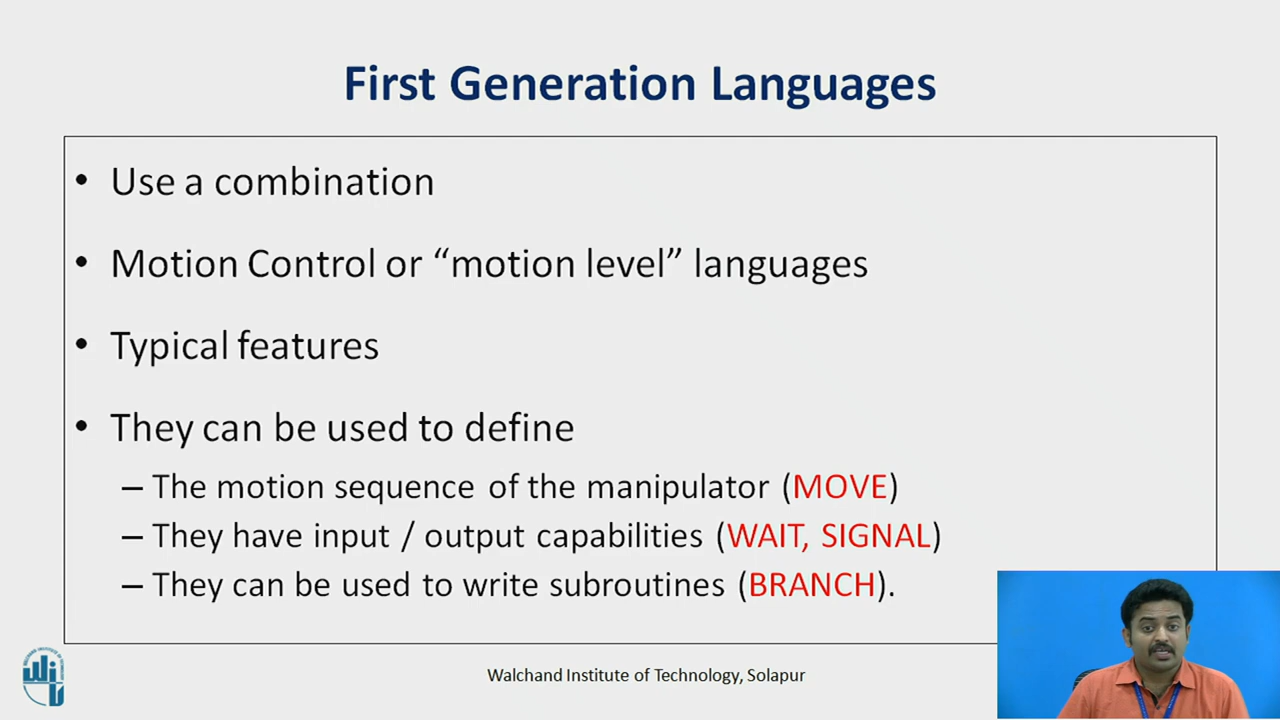 First Generation Languages
• Use a combination
• Motion Control or “motion level” languages
• Typical features
• They can be used to define
– The motion sequence of the manipulator (MOVE)
– They have input / output capabilities (WAIT, SIGNAL)
– They can be used to write subroutines (BRANCH).
Walchand Institute of Technology, Solapur